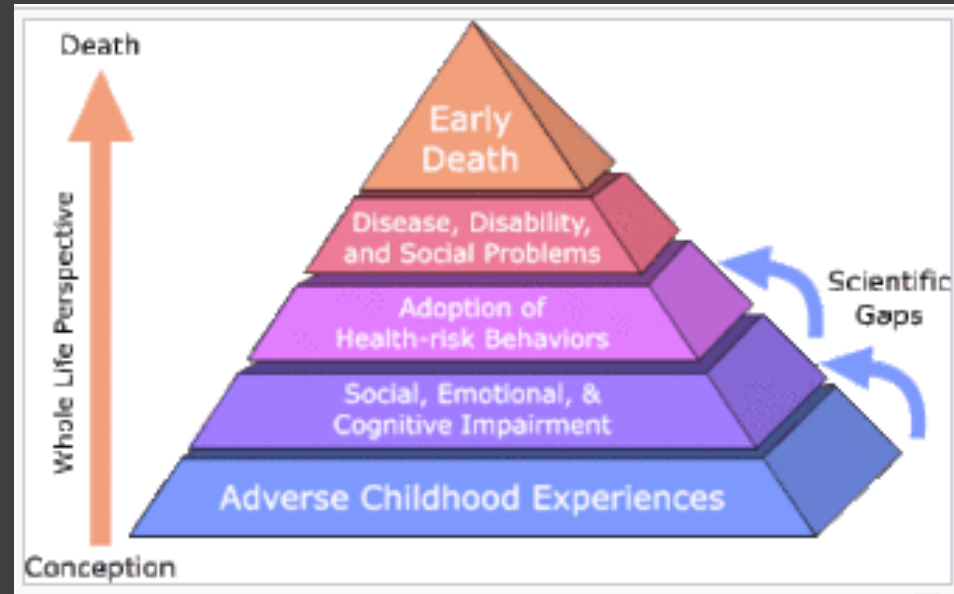 Death
Whole Life Perspective
Conception
Early
Death
Disease, Disability,
and Social Problems
Adoption of
Health-risk Behaviors
Social, Emotional, &
Cognitive Impairment
Adverse Childhood Experiences
Scientific
Gaps